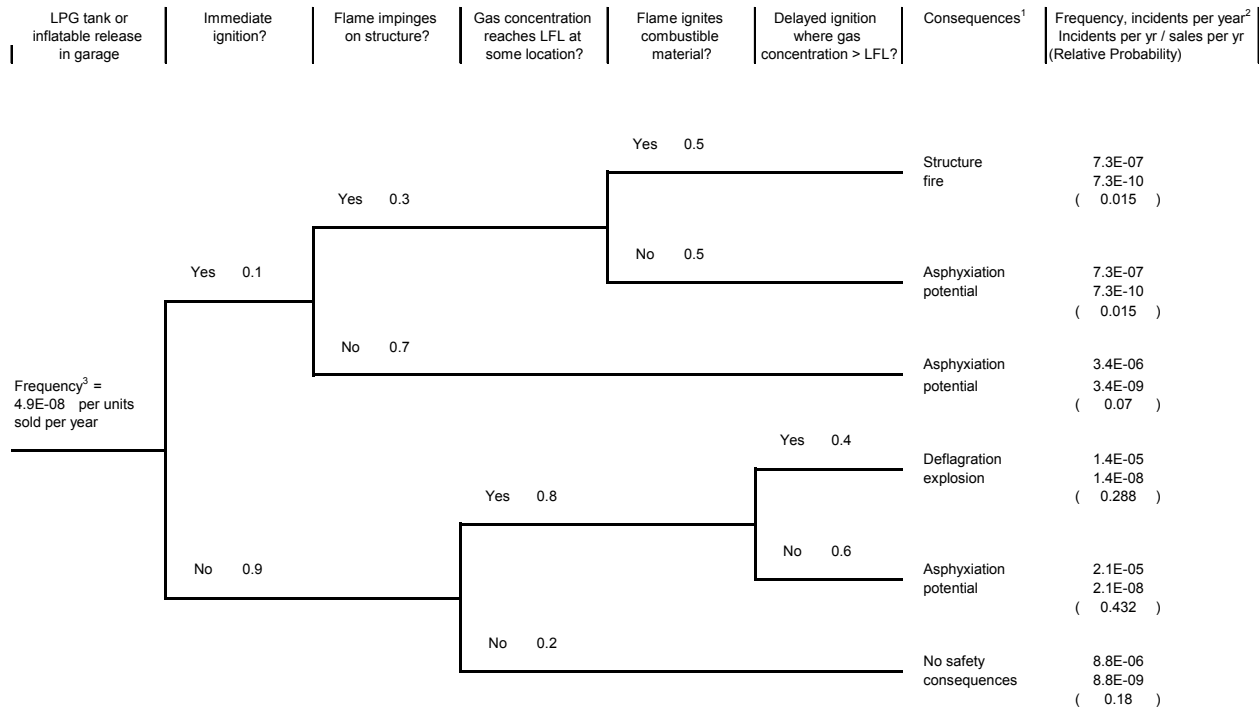 LPG tank or
inflatable release
in garage
Immediate
ignition?
Flame impinges
on structure?
Gas concentration
reaches LFL at
some location?
Flame ignites
combustible
material?
Delayed ignition
where gas
concentration > LFL?
Consequences1
Frequency, incidents per year2
Incidents per yr / sales per yr
(Relative Probability)
Yes 0.5
Structure
fire
7.3E-07
7.3E-10
( 0.015 )
Yes 0.3
No 0.5
Yes 0.1
Asphyxiation
potential
7.3E-07
7.3E-10
( 0.015 )
No 0.7
Asphyxiation
potential
3.4E-06
3.4E-09
( 0.07 )
Frequency3 =
4.9E-08 per units
sold per year
Yes 0.4
Deflagration
explosion
1.4E-05
1.4E-08
( 0.288 )
Yes 0.8
No 0.6
No 0.9
Asphyxiation
potential
2.1E-05
2.1E-08
( 0.432 )
No 0.2
No safety
consequences
8.8E-06
8.8E-09
( 0.18 )